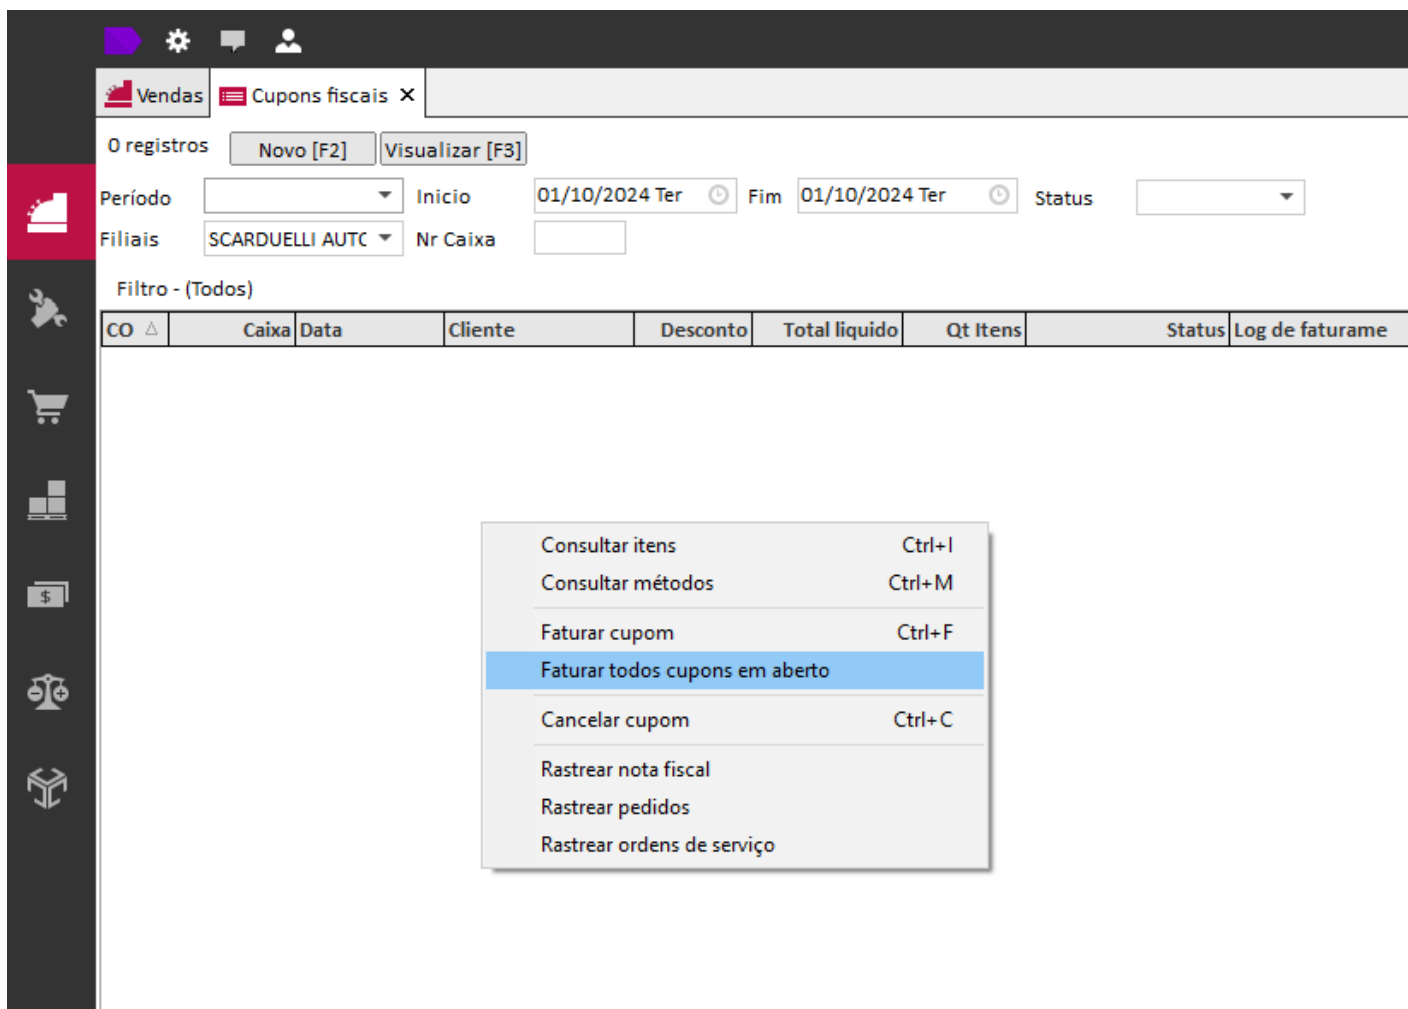 Vendas Cupons fiscais
0 registros Novo [F2] Visualizar [F3]
Período Inicio 01/10/2024 Ter Fim 01/10/2024 Ter Status
Filiais SCARDUELLI AUTC Nr Caixa
Filtro - (Todos)
CO Caixa Data Cliente Desconto Total liquido Qt Itens Status Log de faturame
Consultar itens Ctrl+I
Consultar métodos Ctrl+M
Faturar cupom Ctrl+F
Faturar todos cupons em aberto
Cancelar cupom Ctrl+C
Rastrear nota fiscal
Rastrear pedidos
Rastrear ordens de serviço